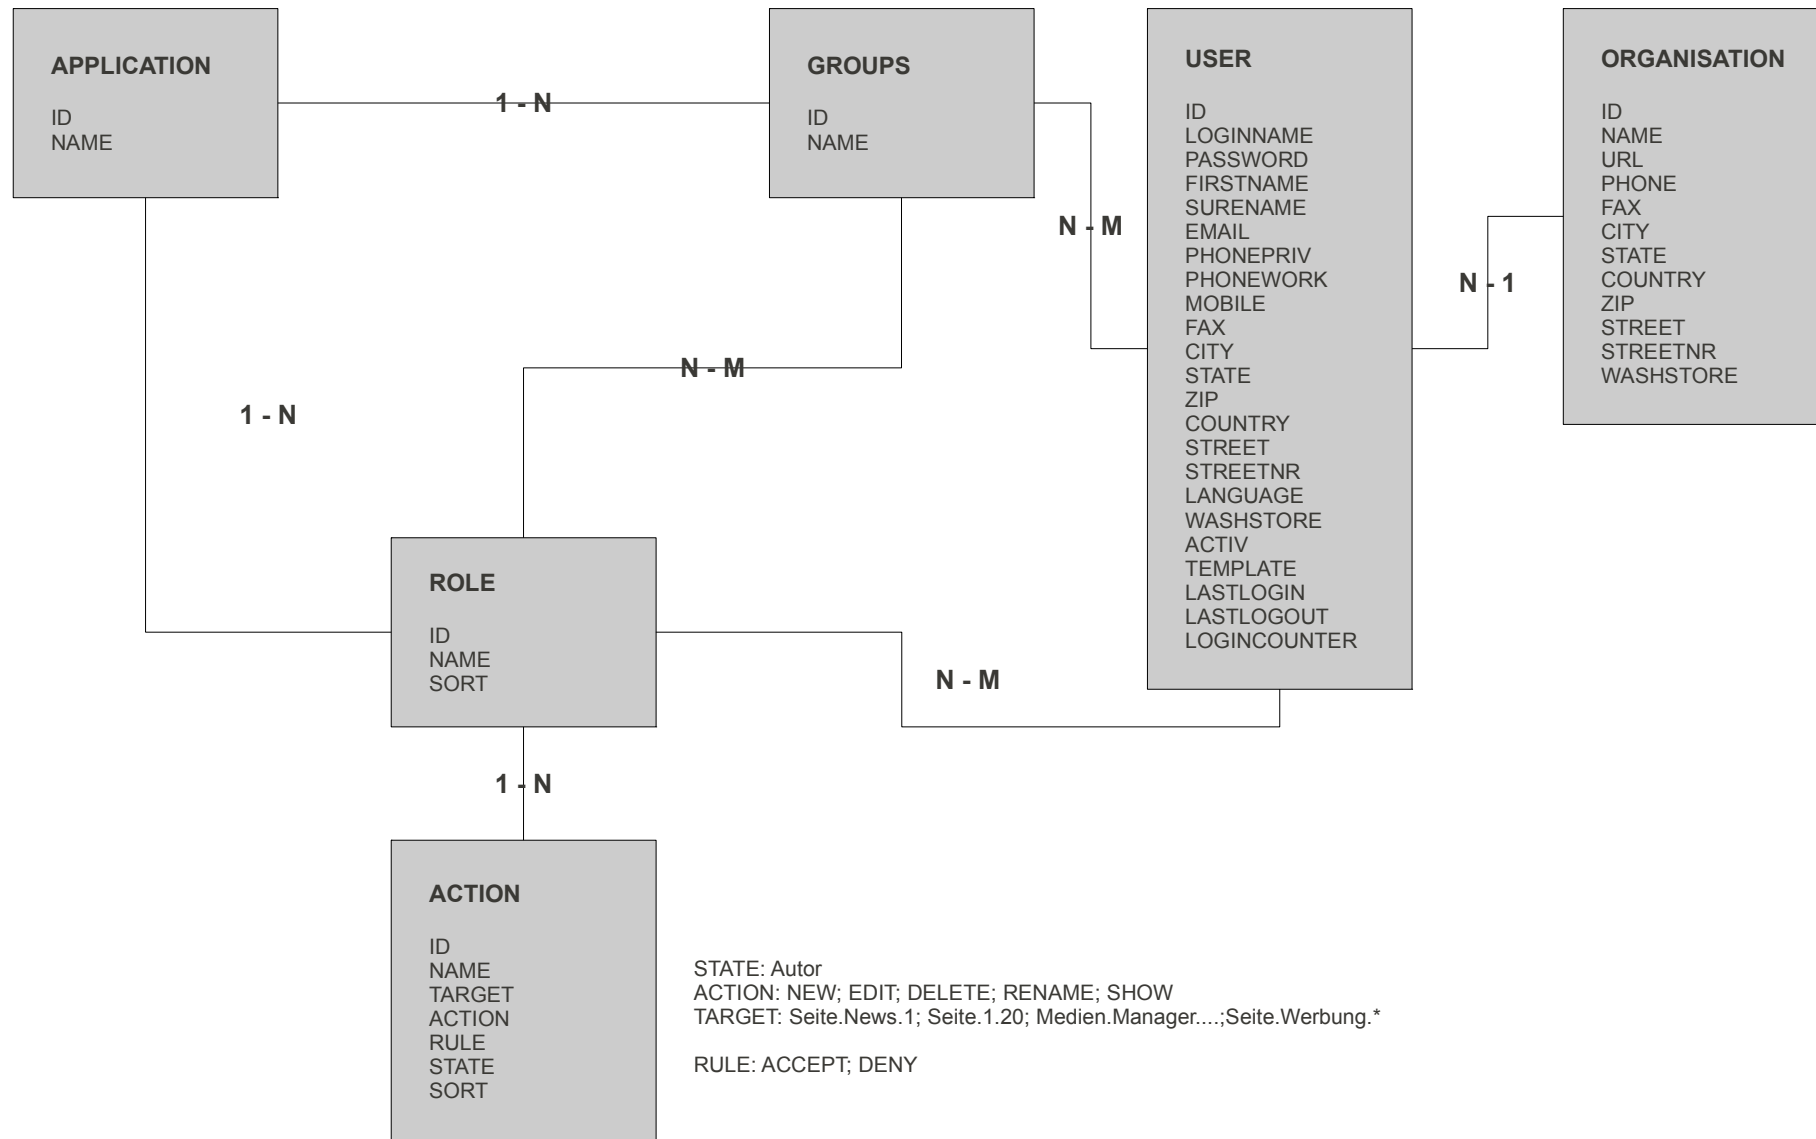 APPLICATION
ID
NAME
1 - N
GROUPS
ID
NAME
N - M
USER
ID
LOGINNAME
PASSWORD
FIRSTNAME
SURENAME
EMAIL
PHONEPRIV
PHONEWORK
MOBILE
FAX
CITY
STATE
ZIP
COUNTRY
STREET
STREETNR
LANGUAGE
WASHSTORE
ACTIV
TEMPLATE
LASTLOGIN
LASTLOGOUT
LOGINCOUNTER
N - 1
ORGANISATION
ID
NAME
URL
PHONE
FAX
CITY
STATE
COUNTRY
ZIP
STREET
STREETNR
WASHSTORE
1 - N
N - M
ROLE
ID
NAME
SORT
N - M
1 - N
ACTION
ID
NAME
TARGET
ACTION
RULE
STATE
SORT
STATE: Autor
ACTION: NEW; EDIT; DELETE; RENAME; SHOW
TARGET: Seite.News.1; Seite.1.20; Medien.Manager....;Seite.Werbung.*
RULE: ACCEPT; DENY